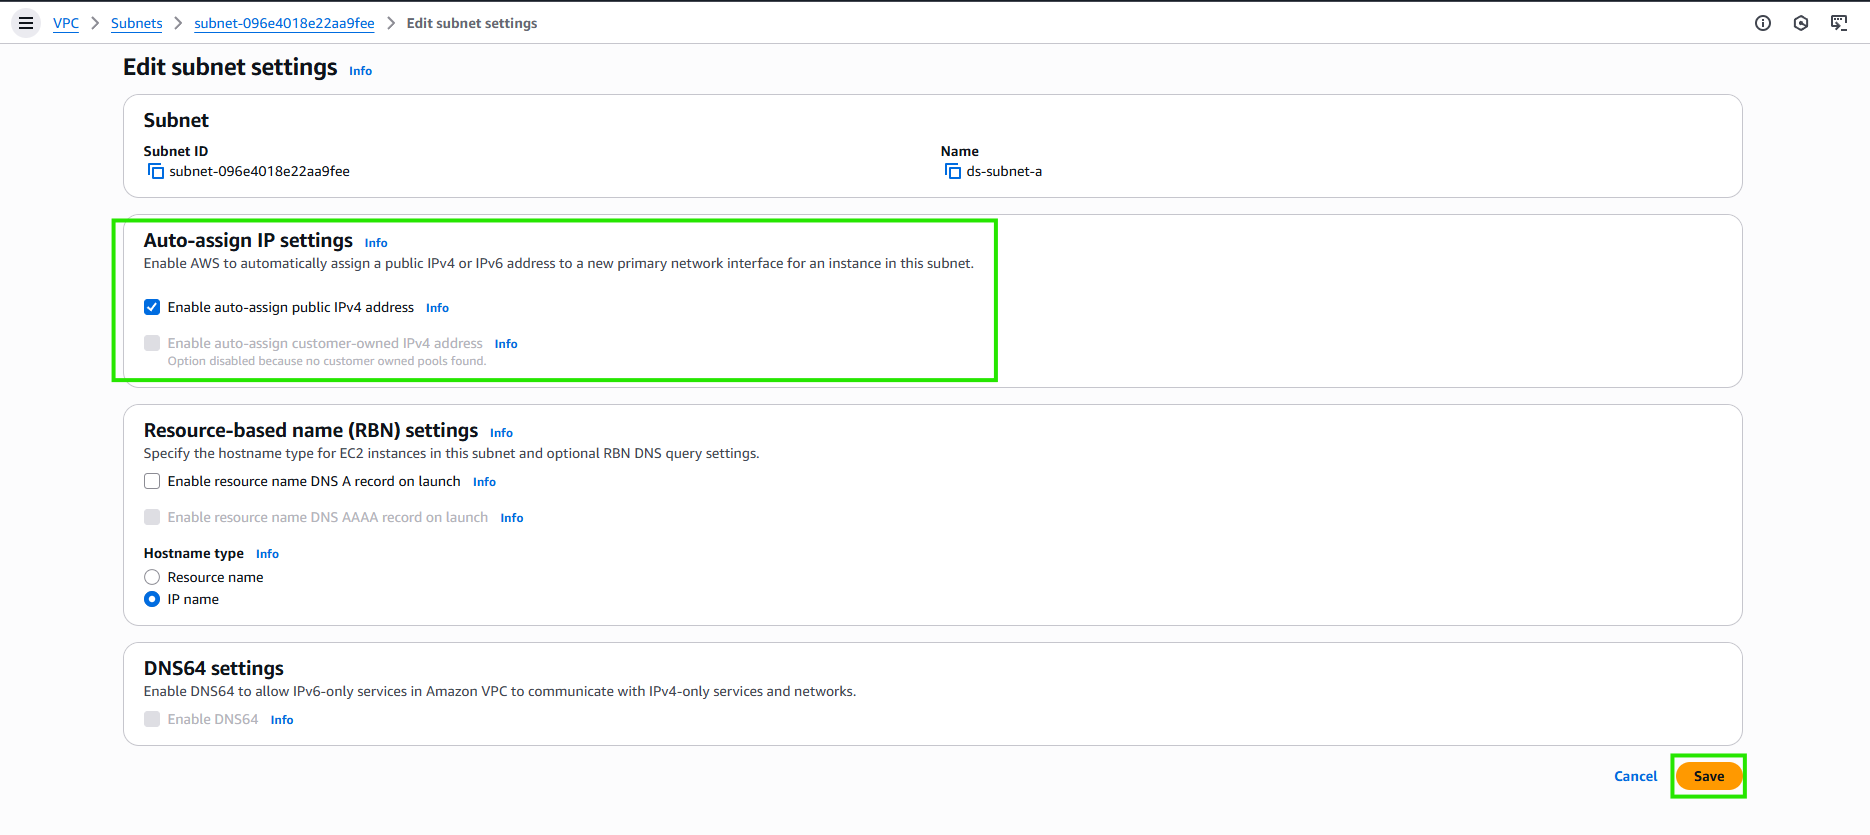 VPC > Subnets > subnet-096e4018e22aa9fee > Edit subnet settings
Edit subnet settings Info
Subnet
Subnet ID
subnet-096e4018e22aa9fee
Name
ds-subnet-a
Auto-assign IP settings Info
Enable AWS to automatically assign a public IPv4 or IPv6 address to a new primary network interface for an instance in this subnet.
Enable auto-assign public IPv4 address Info
Enable auto-assign customer-owned IPv4 address Info
Option disabled because no customer owned pools found.
Resource-based name (RBN) settings Info
Specify the hostname type for EC2 instances in this subnet and optional RBN DNS query settings.
Enable resource name DNS A record on launch Info
Enable resource name DNS AAAA record on launch Info
Hostname type Info
Resource name
IP name
DNS64 settings
Enable DNS64 to allow IPv6-only services in Amazon VPC to communicate with IPv4-only services and networks.
Enable DNS64 Info
Cancel Save